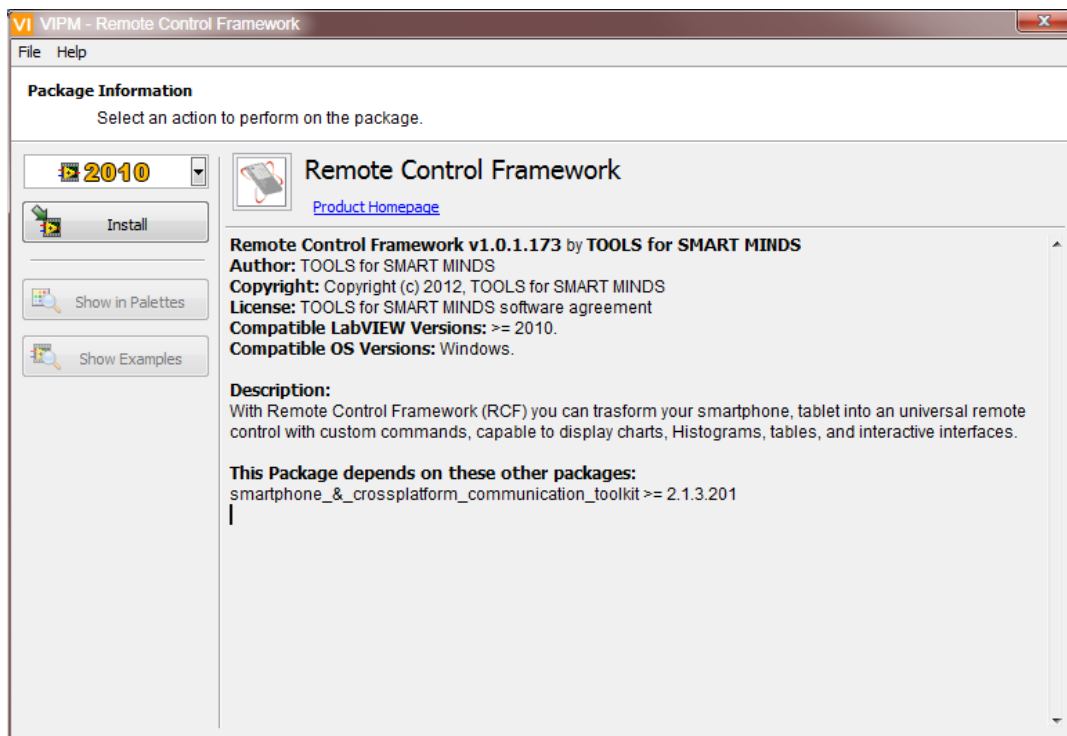 VI VIPM - Remote Control Framework
File Help
Package Information
Select an action to perform on the package.
2010
Install
Show in Palettes
Show Examples
Remote Control Framework
Product Homepage
Remote Control Framework v1.0.1.173 by TOOLS for SMART MINDS
Author: TOOLS for SMART MINDS
Copyright: Copyright (c) 2012, TOOLS for SMART MINDS
License: TOOLS for SMART MINDS software agreement
Compatible LabVIEW Versions: >= 2010.
Compatible OS Versions: Windows.
Description:
With Remote Control Framework (RCF) you can trasform your smartphone, tablet into an universal remote
control with custom commands, capable to display charts, Histograms, tables, and interactive interfaces.
This Package depends on these other packages:
smartphone_&_crossplatform_communication_toolkit >= 2.1.3.201